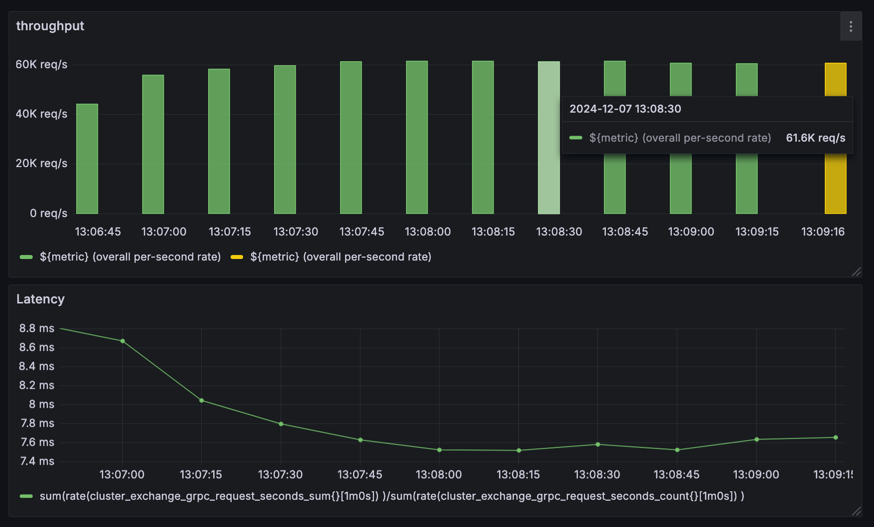 throughput
60K req/s
40K req/s
20K req/s
0 req/s
2024-12-07 13:08:30
${metric} (overall per-second rate) 61.6K req/s
13:06:45 13:07:00 13:07:15 13:07:30 13:07:45 13:08:00 13:08:15 13:08:30 13:08:45 13:09:00 13:09:15 13:09:16
${metric} (overall per-second rate) ${metric} (overall per-second rate)
Latency
8.8 ms
8.6 ms
8.4 ms
8.2 ms
8 ms
7.8 ms
7.6 ms
7.4 ms
13:07:00 13:07:15 13:07:30 13:07:45 13:08:00 13:08:15 13:08:30 13:08:45 13:09:00 13:09:15
sum(rate(cluster_exchange_grpc_request_seconds_sum{}[1m0s]) )/sum(rate(cluster_exchange_grpc_request_seconds_count{}[1m0s]) )